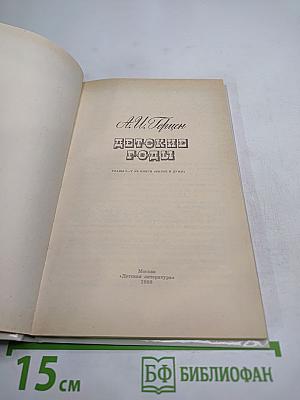 А.И. Герцен
ДЕТСКИЕ
ГОДЫ
Москва
«Детская литература»
15 см
БФ БИБЛИОФАН